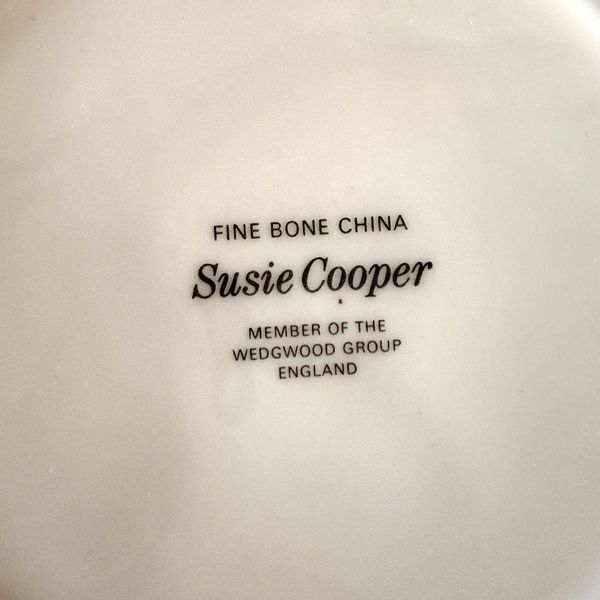 FINE BONE CHINA
Susie Cooper
MEMBER OF THE
WEDGWOOD GROUP
ENGLAND